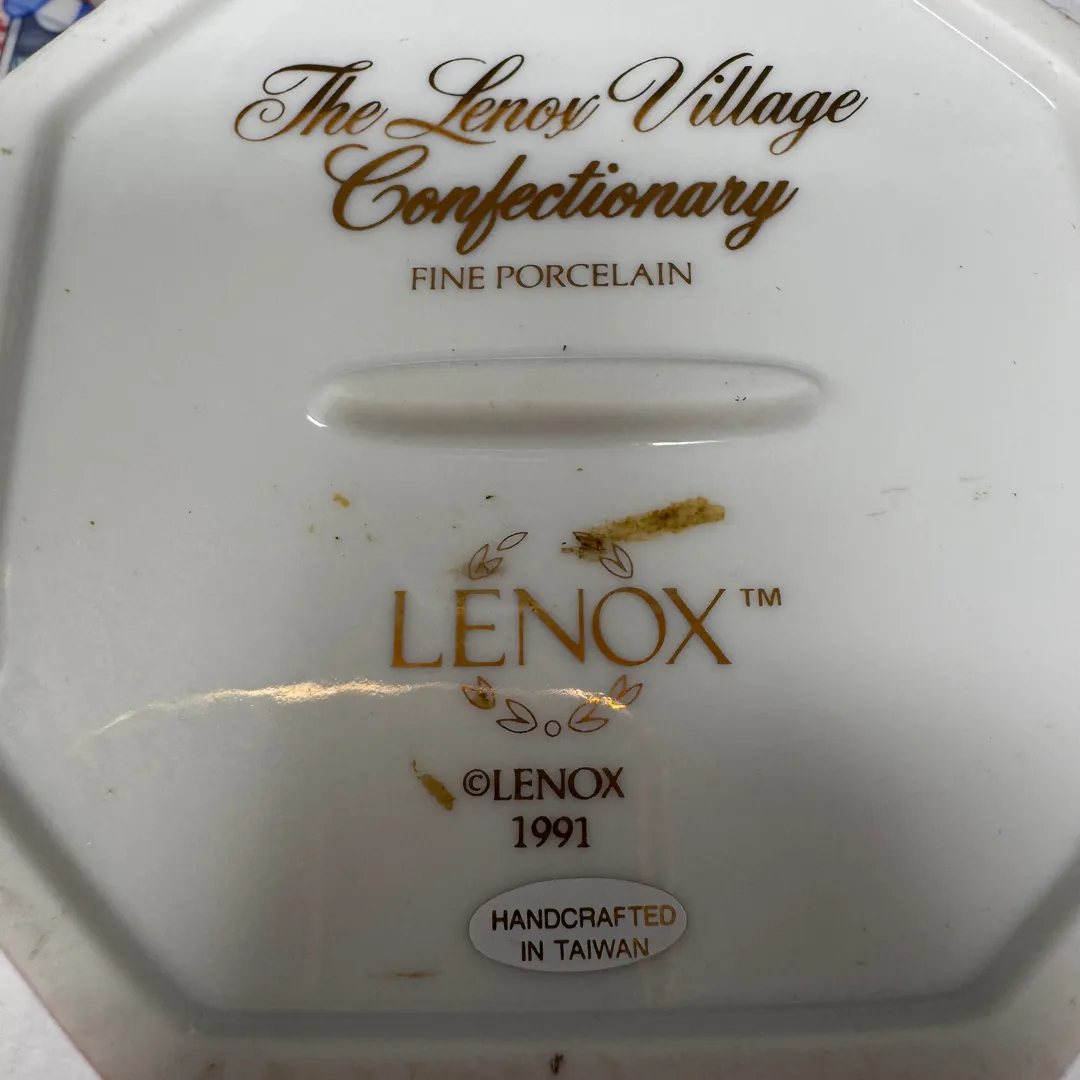 The Lenox Village
Confectionary
FINE PORCELAIN
LENOX™
©LENOX
1991
HANDCRAFTED
IN TAIWAN